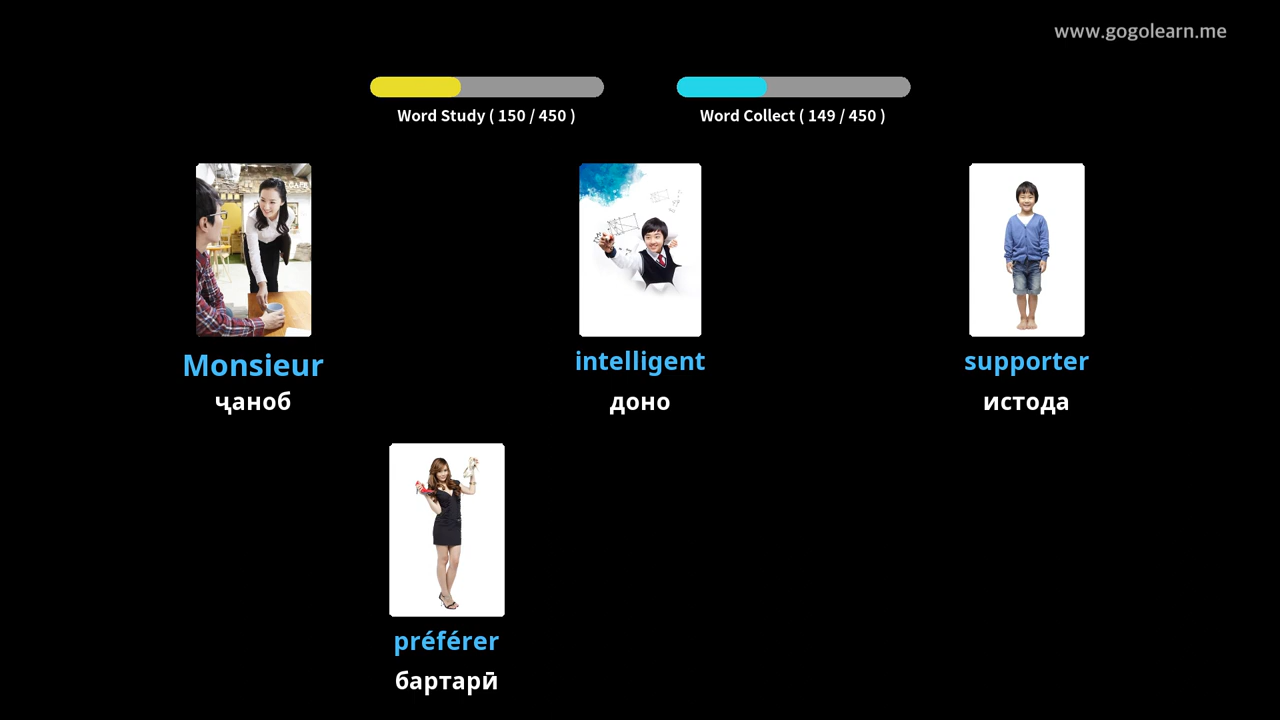 www.gogolearn.me
Word Study ( 150 / 450 )
Word Collect ( 149 / 450 )
Monsieur
ҷаноб
intelligent
доно
supporter
истода
préférer
бартарӣ